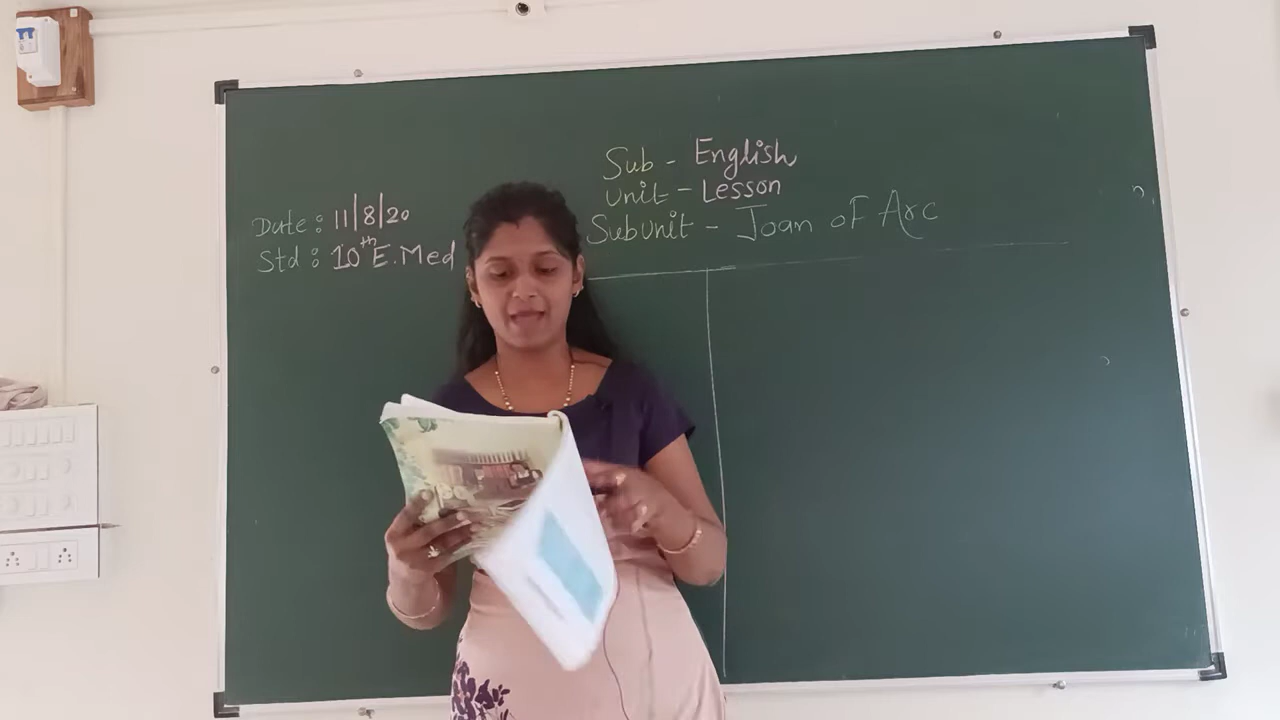 Sub - English
Unit - Lesson
Subunit - Joan of Arc
Date : 11/8/20
Std : 10th E.Med